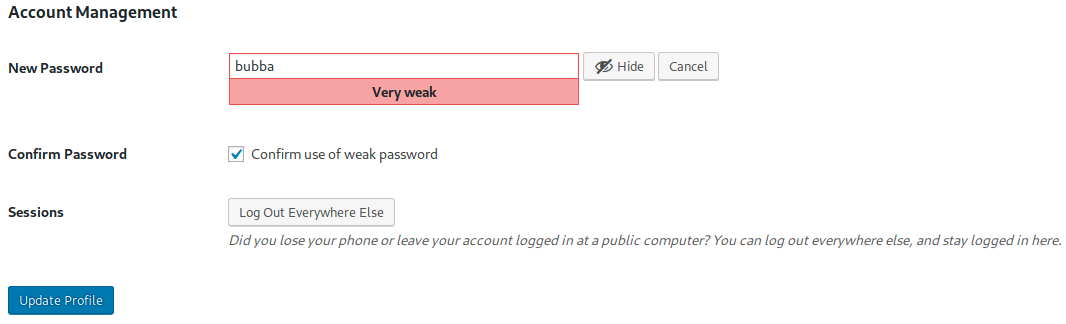 Account Management
New Password
bubba
Hide
Cancel
Very weak
Confirm Password
Confirm use of weak password
Sessions
Log Out Everywhere Else
Did you lose your phone or leave your account logged in at a public computer? You can log out everywhere else, and stay logged in here.
Update Profile